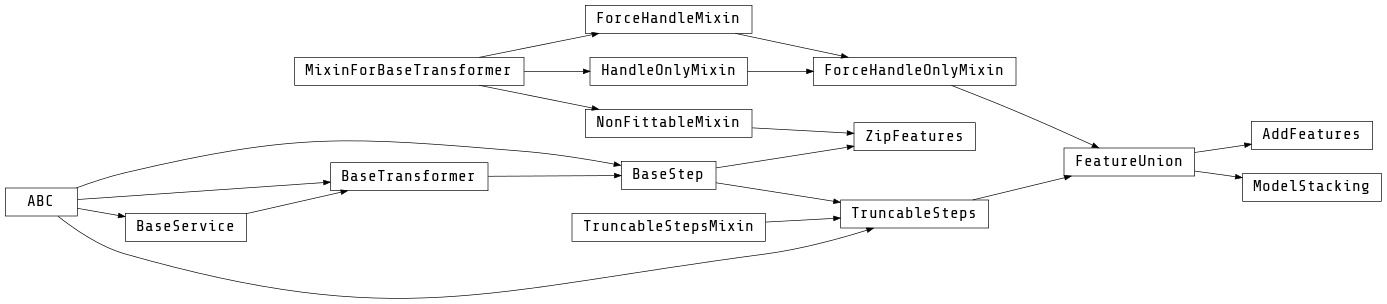 ForceHandleMixin
MixinForBaseTransformer
HandleOnlyMixin
ForceHandleOnlyMixin
NonFittableMixin
ZipFeatures
AddFeatures
FeatureUnion
BaseTransformer
BaseStep
ModelStacking
ABC
BaseService
TruncableStepsMixin
TruncableSteps